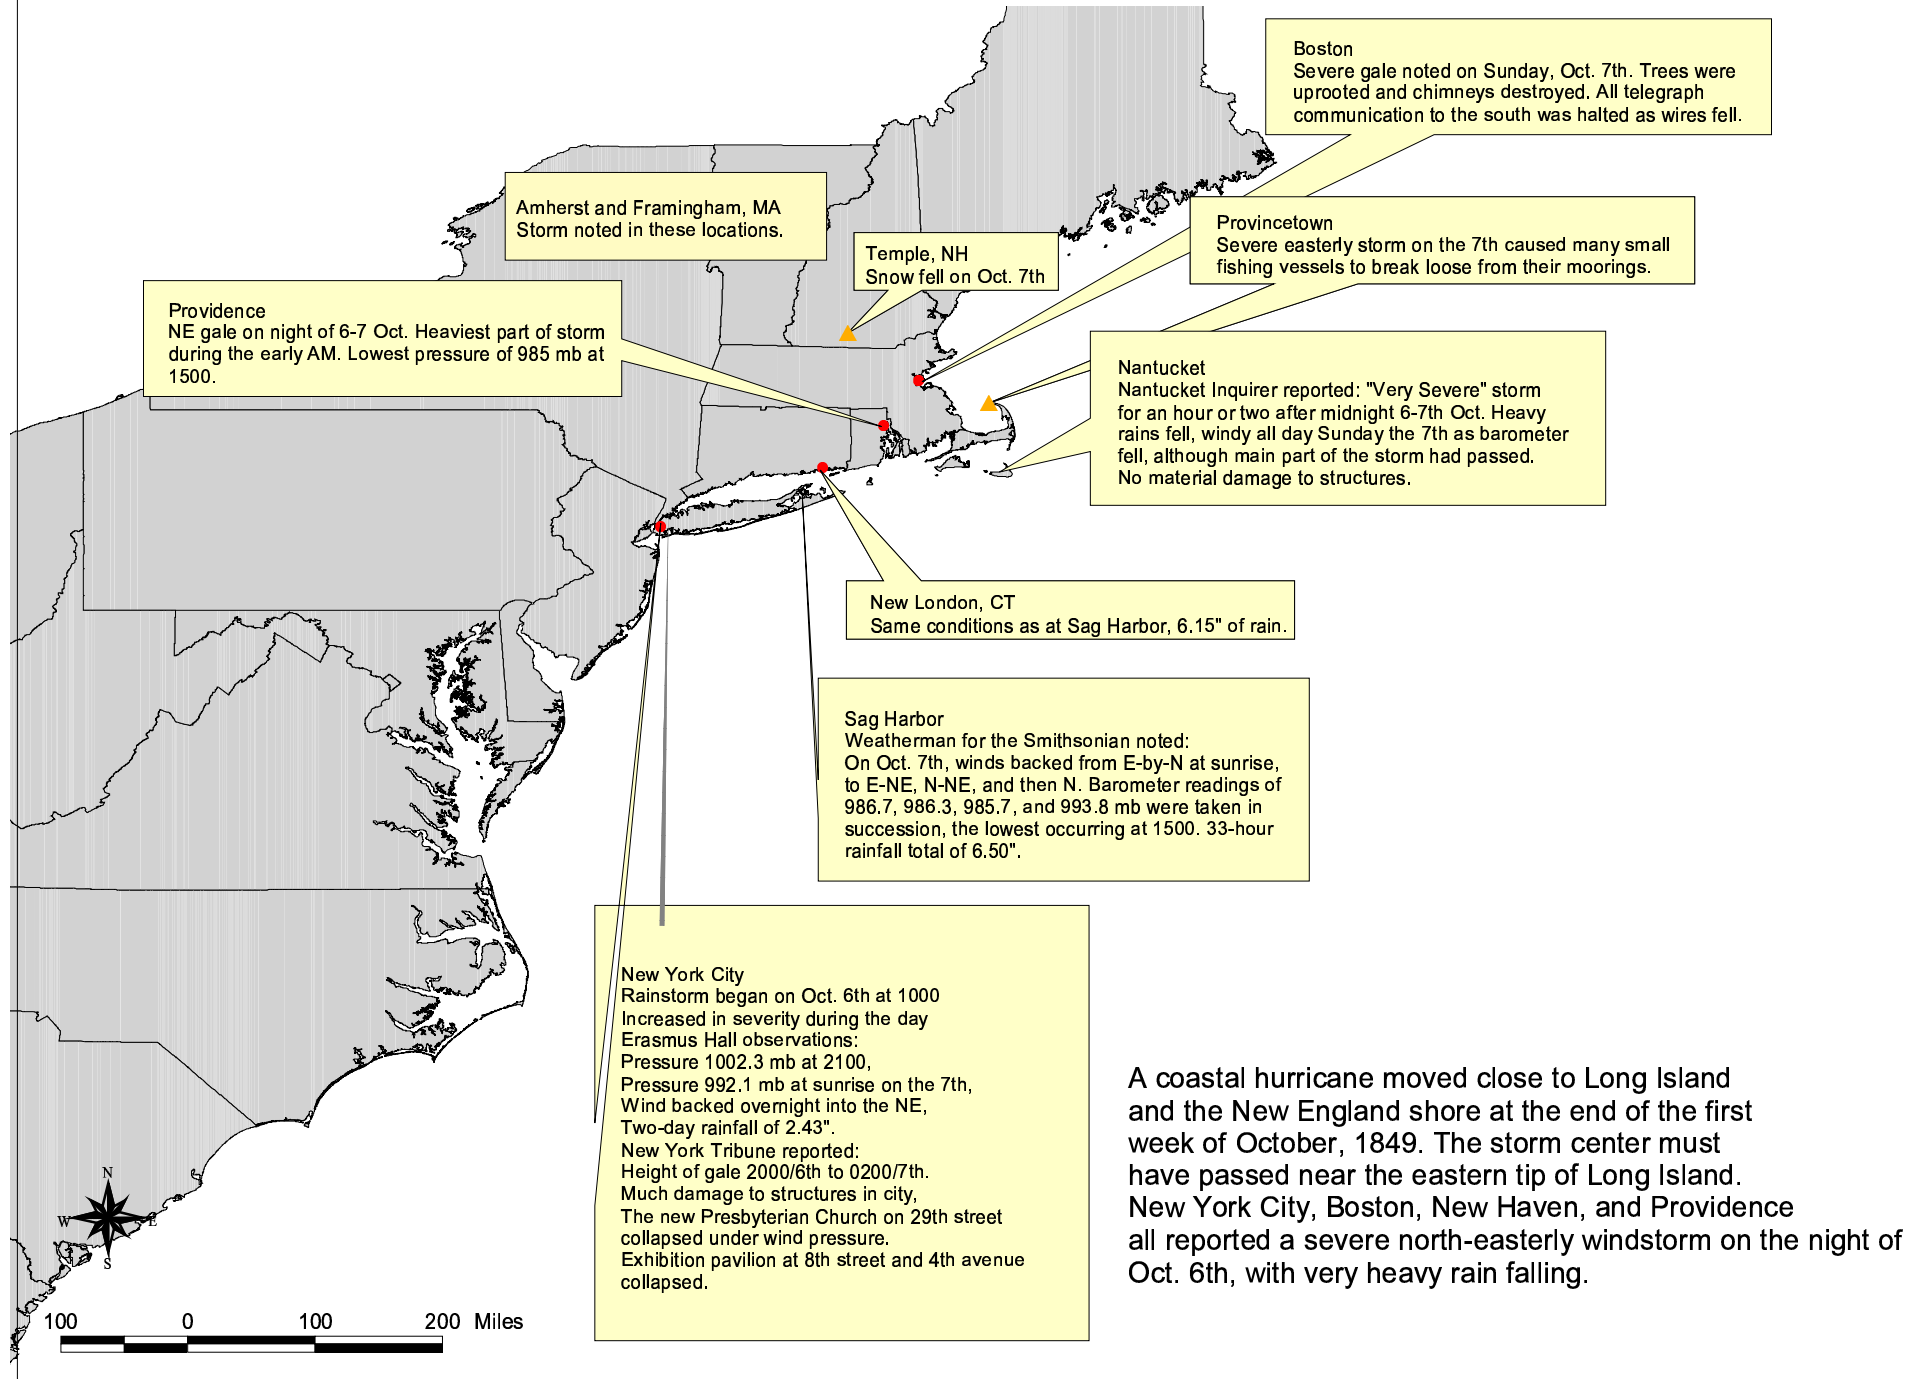 Boston
Severe gale noted on Sunday, Oct. 7th. Trees were
uprooted and chimneys destroyed. All telegraph
communication to the south was halted as wires fell.
Amherst and Framingham, MA
Storm noted in these locations.
Provincetown
Severe easterly storm on the 7th caused many small
fishing vessels to break loose from their moorings.
Temple, NH
Snow fell on Oct. 7th
Providence
NE gale on night of 6-7 Oct. Heaviest part of storm
during the early AM. Lowest pressure of 985 mb at
1500.
Nantucket
Nantucket Inquirer reported: "Very Severe" storm
for an hour or two after midnight 6-7th Oct. Heavy
rains fell, windy all day Sunday the 7th as barometer
fell, although main part of the storm had passed.
No material damage to structures.
New London, CT
Same conditions as at Sag Harbor, 6.15" of rain.
Sag Harbor
Weatherman for the Smithsonian noted:
On Oct. 7th, winds backed from E-by-N at sunrise,
to E-NE, N-NE, and then N. Barometer readings of
986.7, 986.3, 985.7, and 993.8 mb were taken in
succession, the lowest occurring at 1500. 33-hour
rainfall total of 6.50".
New York City
Rainstorm began on Oct. 6th at 1000
Increased in severity during the day
Erasmus Hall observations:
Pressure 1002.3 mb at 2100,
Pressure 992.1 mb at sunrise on the 7th,
Wind backed overnight into the NE,
Two-day rainfall of 2.43".
New York Tribune reported:
Height of gale 2000/6th to 0200/7th.
Much damage to structures in city,
The new Presbyterian Church on 29th street
collapsed under wind pressure.
Exhibition pavilion at 8th street and 4th avenue
collapsed.
A coastal hurricane moved close to Long Island
and the New England shore at the end of the first
week of October, 1849. The storm center must
have passed near the eastern tip of Long Island.
New York City, Boston, New Haven, and Providence
all reported a severe north-easterly windstorm on the night of
Oct. 6th, with very heavy rain falling.
N
W E
S
100 0 100 200 Miles